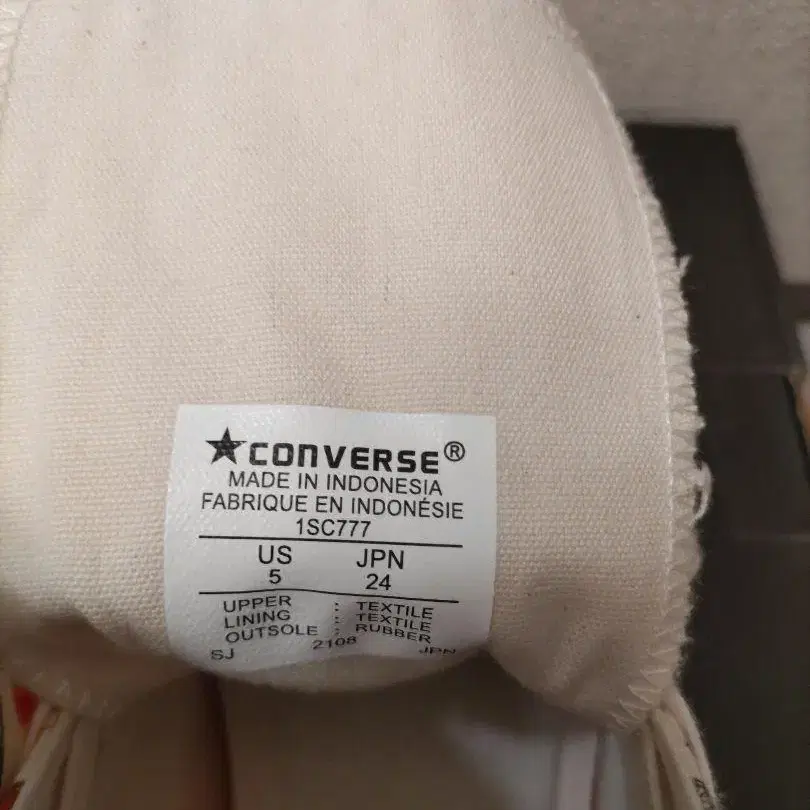 ★CONVERSE®
MADE IN INDONESIA
FABRIQUE EN INDONÉSIE
1SC777
US JPN
5 24
UPPER : TEXTILE
LINING : TEXTILE
OUTSOLE : RUBBER
SJ 2108 JPN